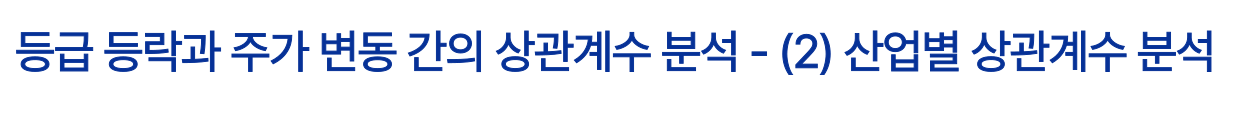 등급 등락과 주가 변동 간의 상관계수 분석 - (2) 산업별 상관계수 분석